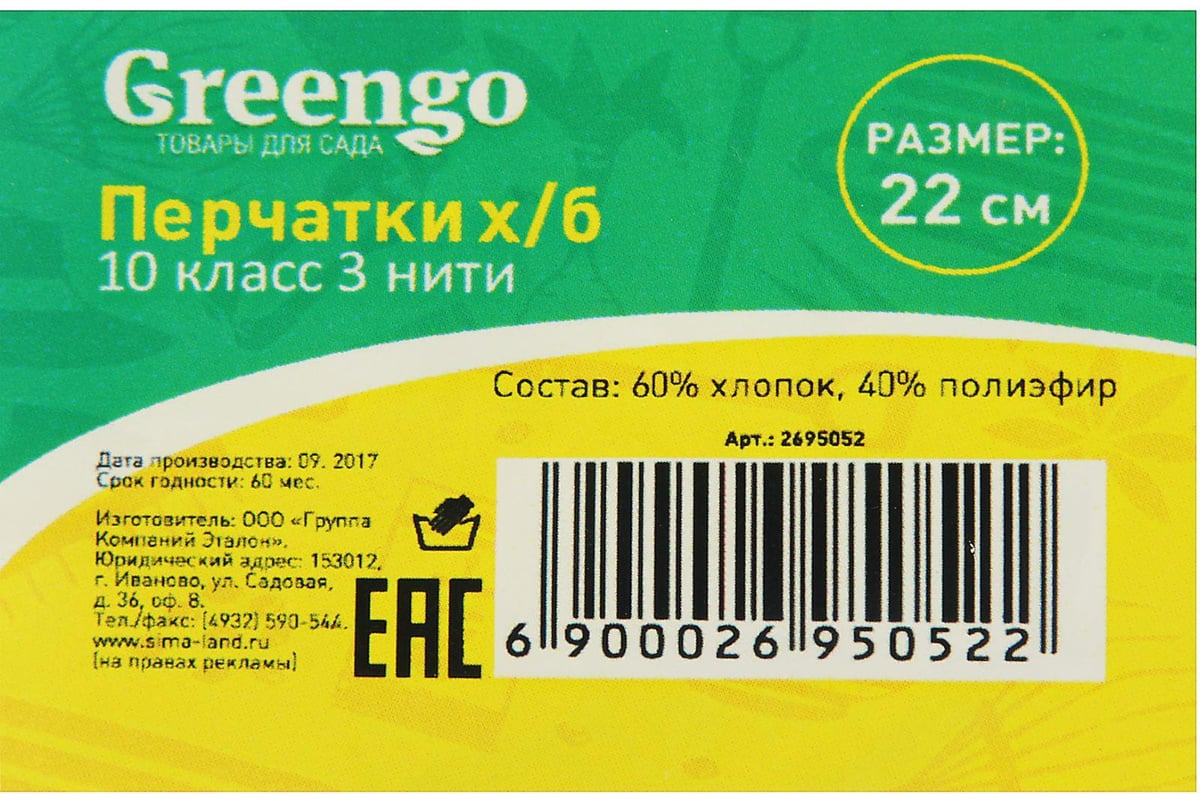 Greengo
ТОВАРЫ ДЛЯ САДА
Перчатки х/б
10 класс 3 нити
РАЗМЕР:
22 см
Состав: 60% хлопок, 40% полиэфир
Арт.: 2695052
Дата производства: 09. 2017
Срок годности: 60 мес.
Изготовитель: ООО «Группа
Компаний Эталон».
Юридический адрес: 153012,
г. Иваново, ул. Садовая,
д. 36, оф. 8.
Тел./факс: (4932) 590-544.
www.sima-land.ru
(на правах рекламы)
EAC
6 900026 950522